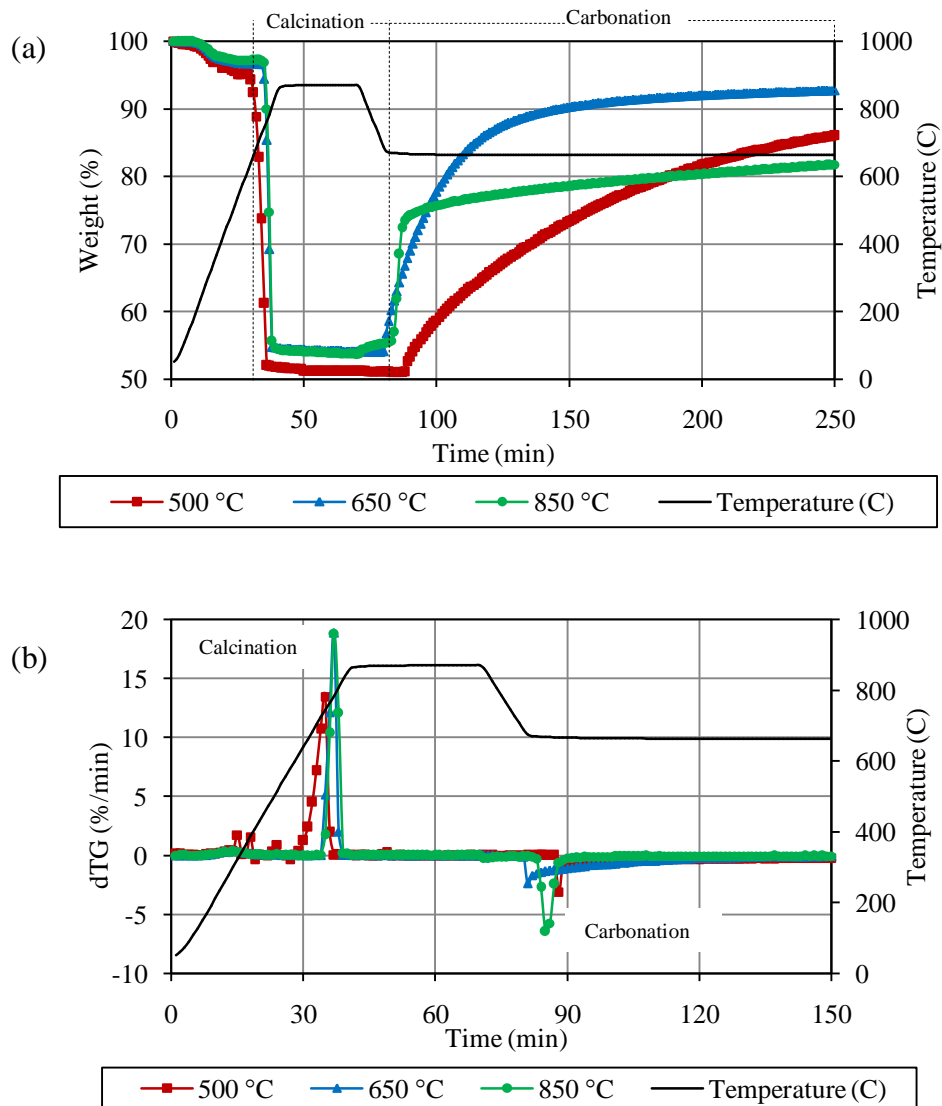 Calcination Carbonation
(a)
100 1000
90 800
80 600
70 400
60 200
50 0
0 50 100 150 200 250
Weight (%)
Temperature (C)
Time (min)
500 °C 650 °C 850 °C Temperature (C)
(b)
20 1000
15 800
10 600
5 400
0 200
-5
-10 0
0 30 60 90 120 150
Calcination
Carbonation
dTG (%/min)
Temperature (C)
Time (min)
500 °C 650 °C 850 °C Temperature (C)